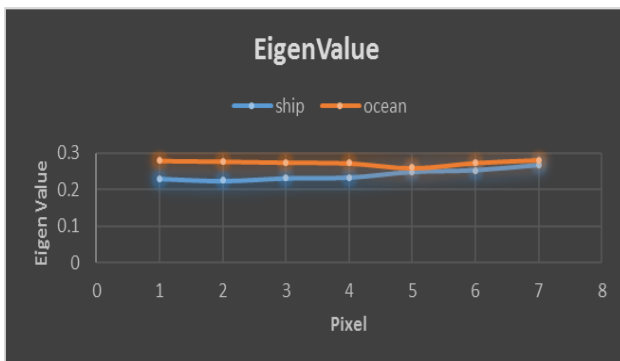 EigenValue
ship ocean
0.3
0.2
0.1
0
Eigen Value
0 1 2 3 4 5 6 7 8
Pixel